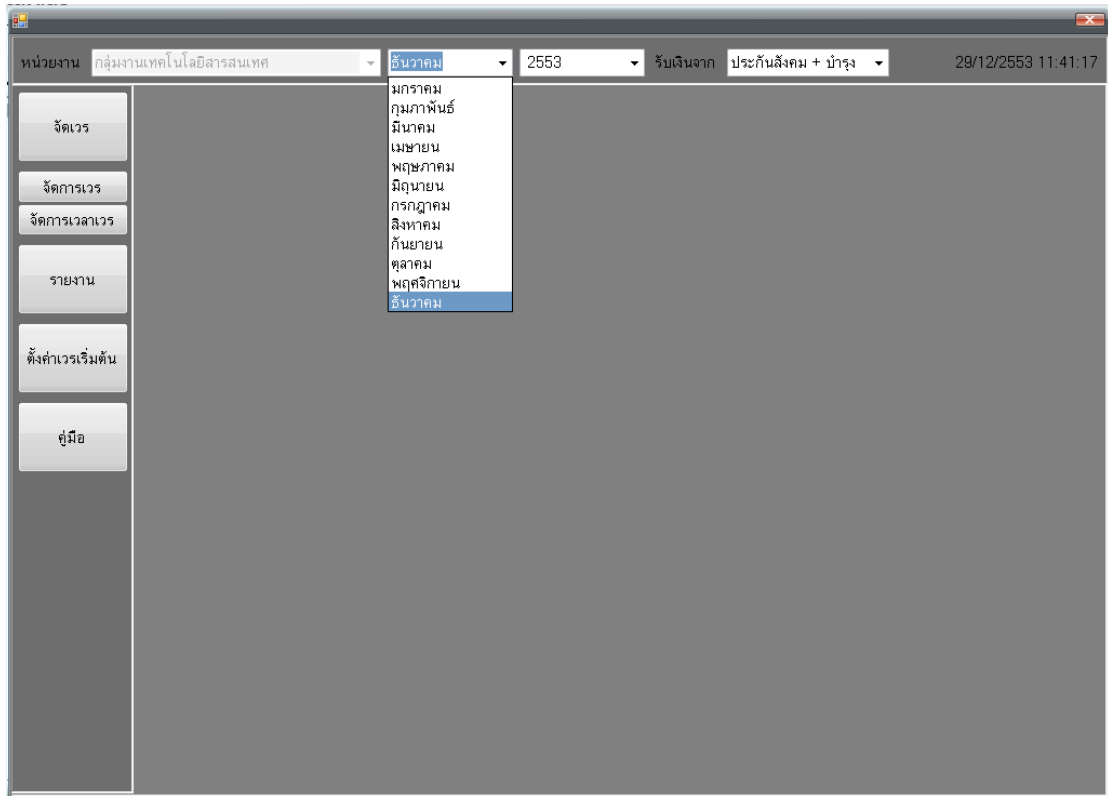 หน่วยงาน กลุ่มงานเทคโนโลยีสารสนเทศ ธันวาคม 2553 รับเงินจาก ประกันสังคม + บำรุง 29/12/2553 11:41:17
มกราคม
กุมภาพันธ์
มีนาคม
เมษายน
พฤษภาคม
มิถุนายน
กรกฎาคม
สิงหาคม
กันยายน
ตุลาคม
พฤศจิกายน
ธันวาคม
จัดเวร
จัดการเวร
จัดการเวลาเวร
รายงาน
ตั้งค่าเวรเริ่มต้น
คู่มือ